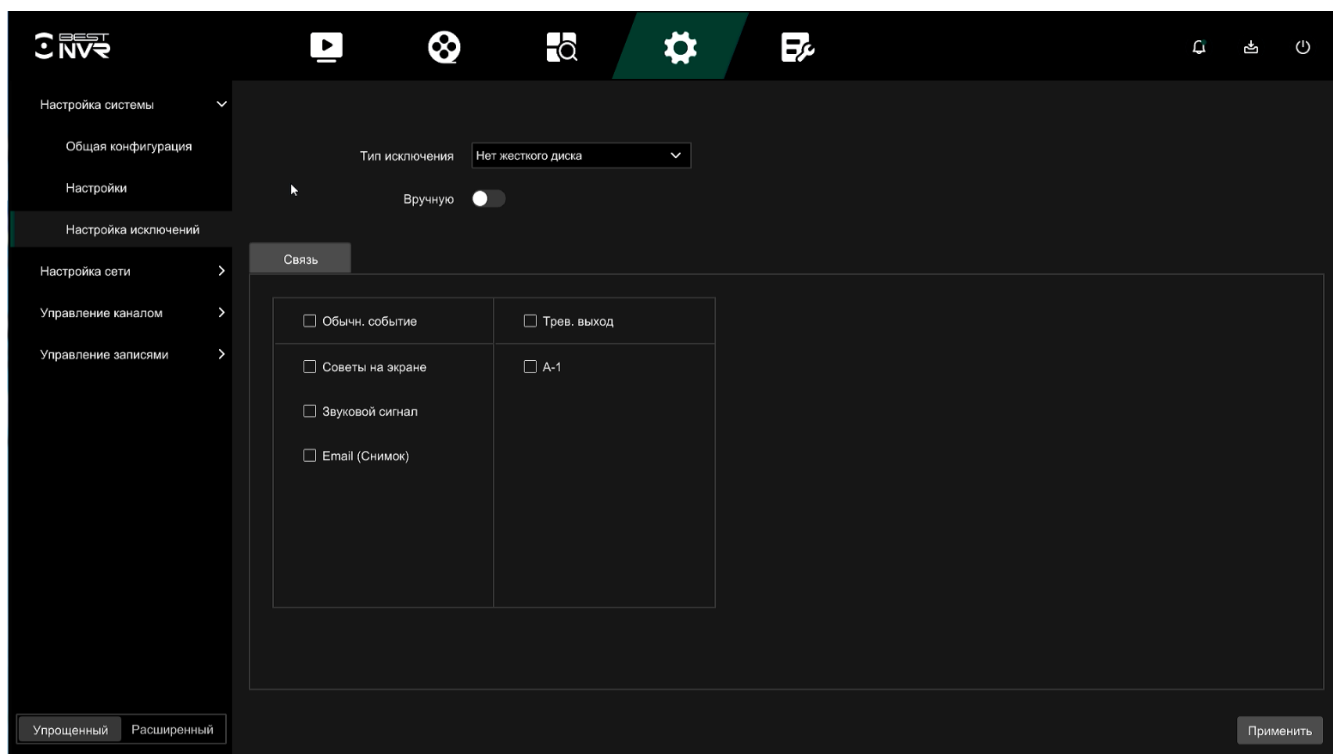 BEST
NVR
Настройка системы
Общая конфигурация
Настройки
Настройка исключений
Настройка сети
Управление каналом
Управление записями
Упрощенный Расширенный
Тип исключения Нет жесткого диска
Вручную
Связь
Обычн. событие Трев. выход
Советы на экране A-1
Звуковой сигнал
Email (Снимок)
Применить